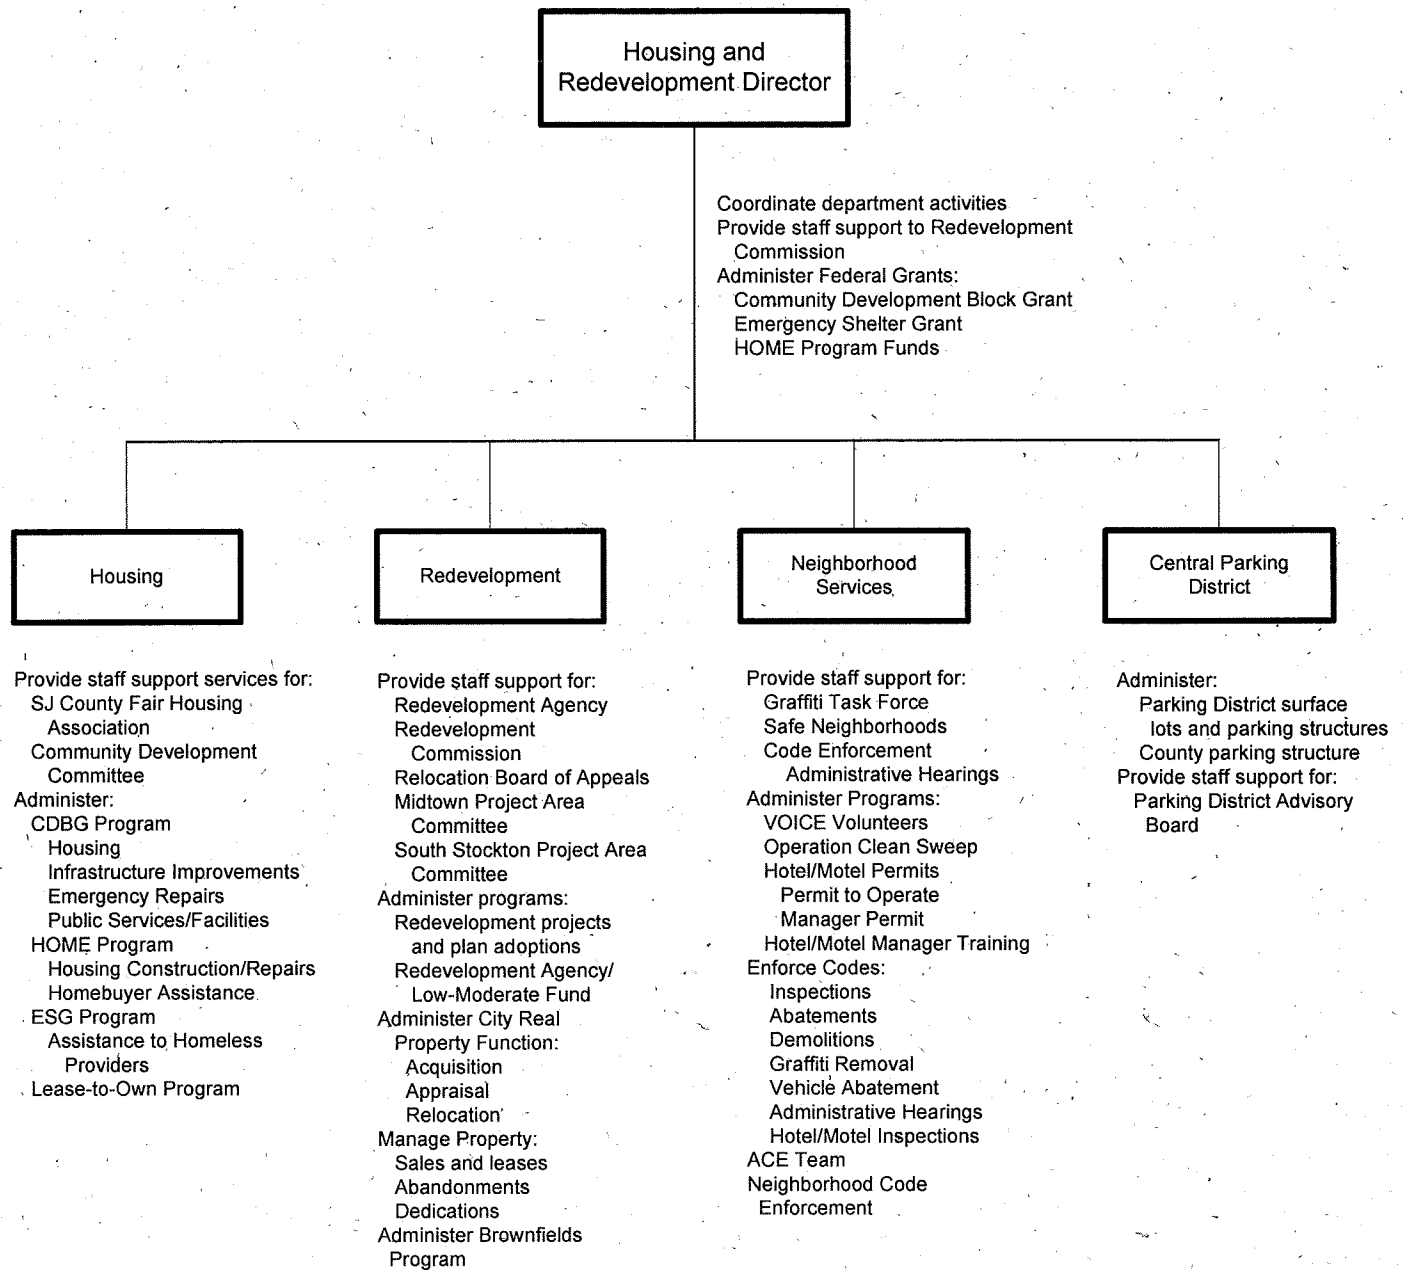 Housing and
Redevelopment Director
Coordinate department activities
Provide staff support to Redevelopment
Commission
Administer Federal Grants:
Community Development Block Grant
Emergency Shelter Grant
HOME Program Funds
Housing
Provide staff support services for:
SJ County Fair Housing
Association
Community Development
Committee
Administer:
CDBG Program
Housing
Infrastructure Improvements
Emergency Repairs
Public Services/Facilities
HOME Program
Housing Construction/Repairs
Homebuyer Assistance
ESG Program
Assistance to Homeless
Providers
Lease-to-Own Program
Redevelopment
Provide staff support for:
Redevelopment Agency
Redevelopment
Commission
Relocation Board of Appeals
Midtown Project Area
Committee
South Stockton Project Area
Committee
Administer programs:
Redevelopment projects
and plan adoptions
Redevelopment Agency/
Low-Moderate Fund
Administer City Real
Property Function:
Acquisition
Appraisal
Relocation
Manage Property:
Sales and leases
Abandonments
Dedications
Administer Brownfields
Program
Neighborhood
Services
Provide staff support for:
Graffiti Task Force
Safe Neighborhoods
Code Enforcement
Administrative Hearings
Administer Programs:
VOICE Volunteers
Operation Clean Sweep
Hotel/Motel Permits
Permit to Operate
Manager Permit
Hotel/Motel Manager Training
Enforce Codes:
Inspections
Abatements
Demolitions
Graffiti Removal
Vehicle Abatement
Administrative Hearings
Hotel/Motel Inspections
ACE Team
Neighborhood Code
Enforcement
Central Parking
District
Administer:
Parking District surface
lots and parking structures
County parking structure
Provide staff support for:
Parking District Advisory
Board